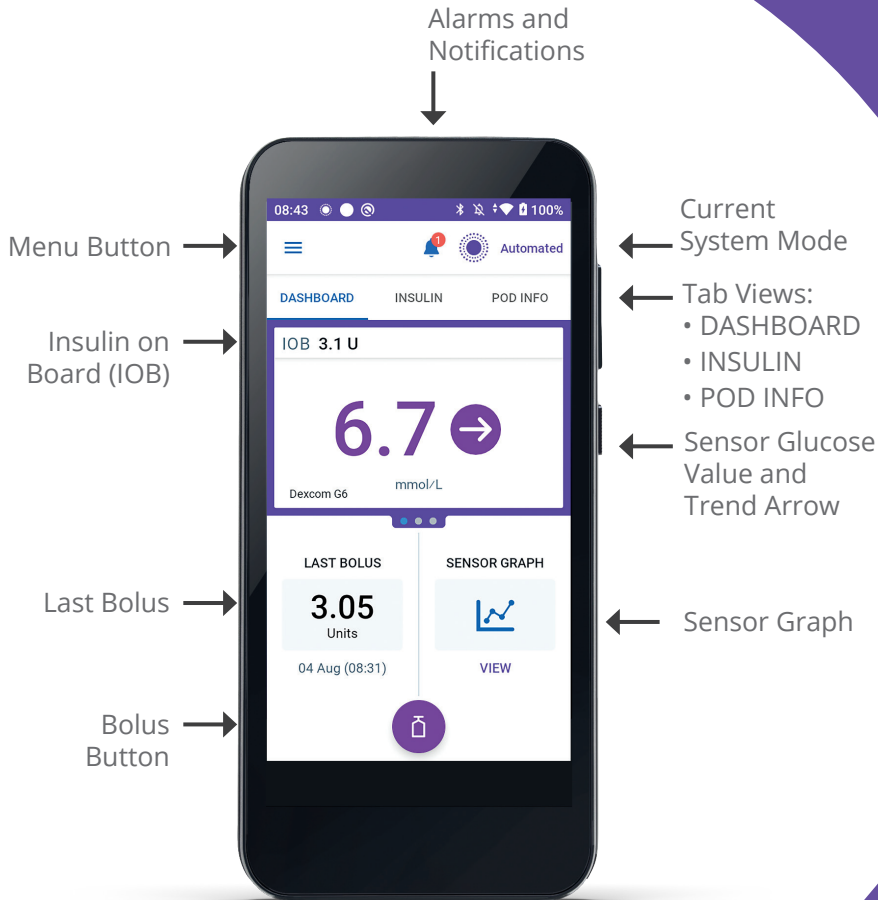 Alarms and
Notifications
08:43
100%
Menu Button
1
Automated
Current
System Mode
DASHBOARD INSULIN POD INFO
Tab Views:
• DASHBOARD
• INSULIN
• POD INFO
Insulin on
Board (IOB)
IOB 3.1 U
6.7
mmol/L
Dexcom G6
Sensor Glucose
Value and
Trend Arrow
LAST BOLUS
SENSOR GRAPH
Last Bolus
3.05
Units
04 Aug (08:31)
VIEW
Sensor Graph
Bolus
Button